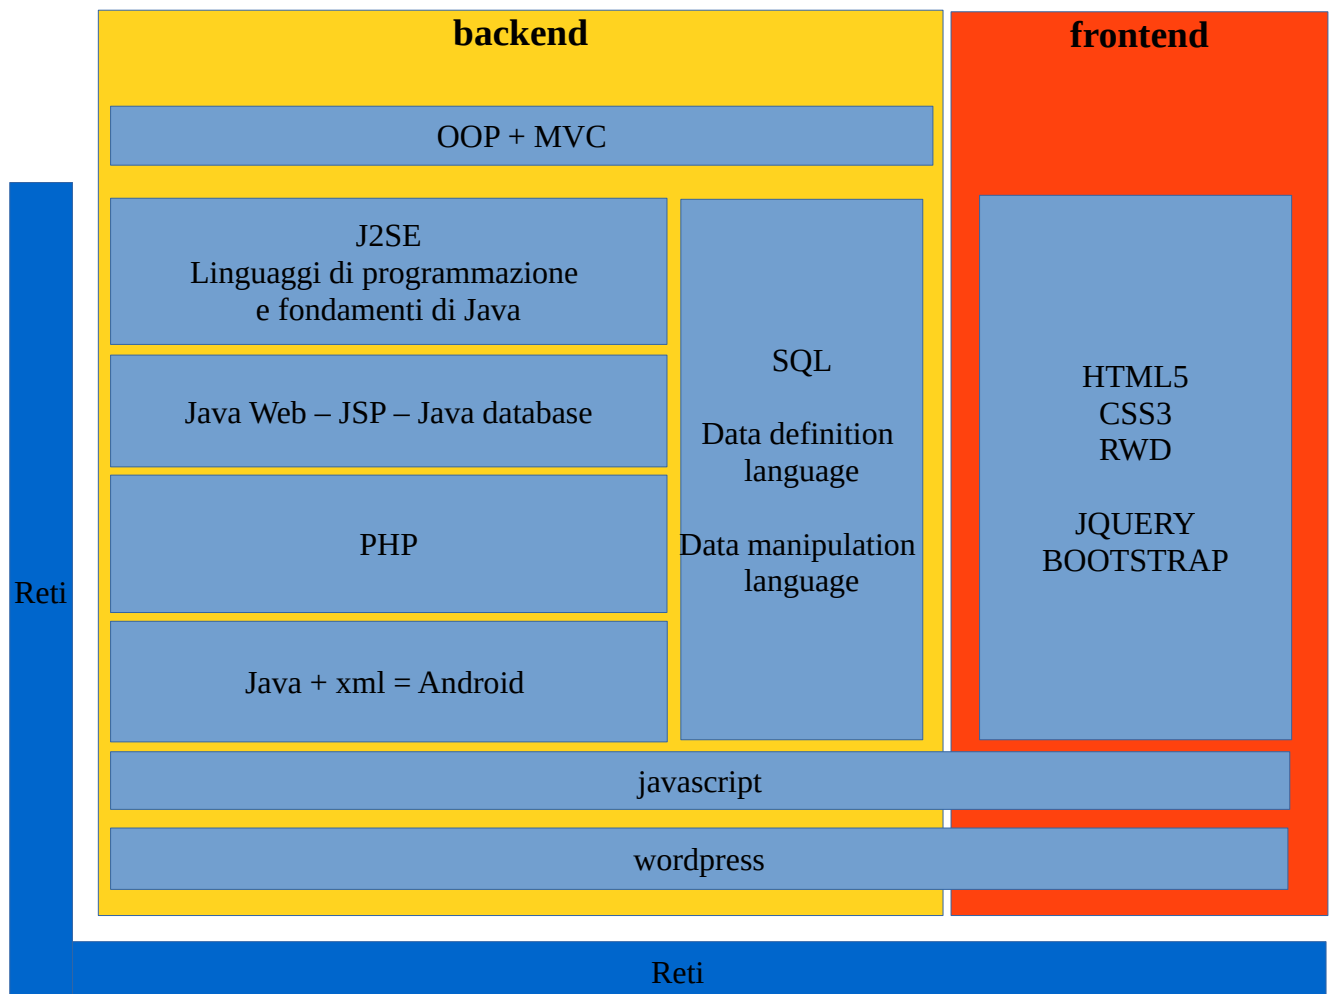 backend
frontend
OOP + MVC
J2SE
Linguaggi di programmazione
e fondamenti di Java
Java Web – JSP – Java database
PHP
Java + xml = Android
SQL
Data definition
language
Data manipulation
language
HTML5
CSS3
RWD
JQUERY
BOOTSTRAP
javascript
wordpress
Reti
Reti